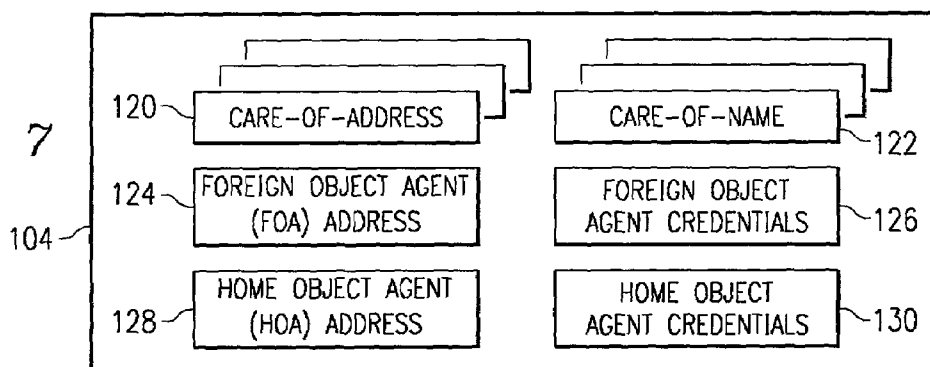 120
CARE-OF-ADDRESS
CARE-OF-NAME
122
7
124
FOREIGN OBJECT AGENT
(FOA) ADDRESS
FOREIGN OBJECT
AGENT CREDENTIALS
126
104
128
HOME OBJECT AGENT
(HOA) ADDRESS
HOME OBJECT
AGENT CREDENTIALS
130